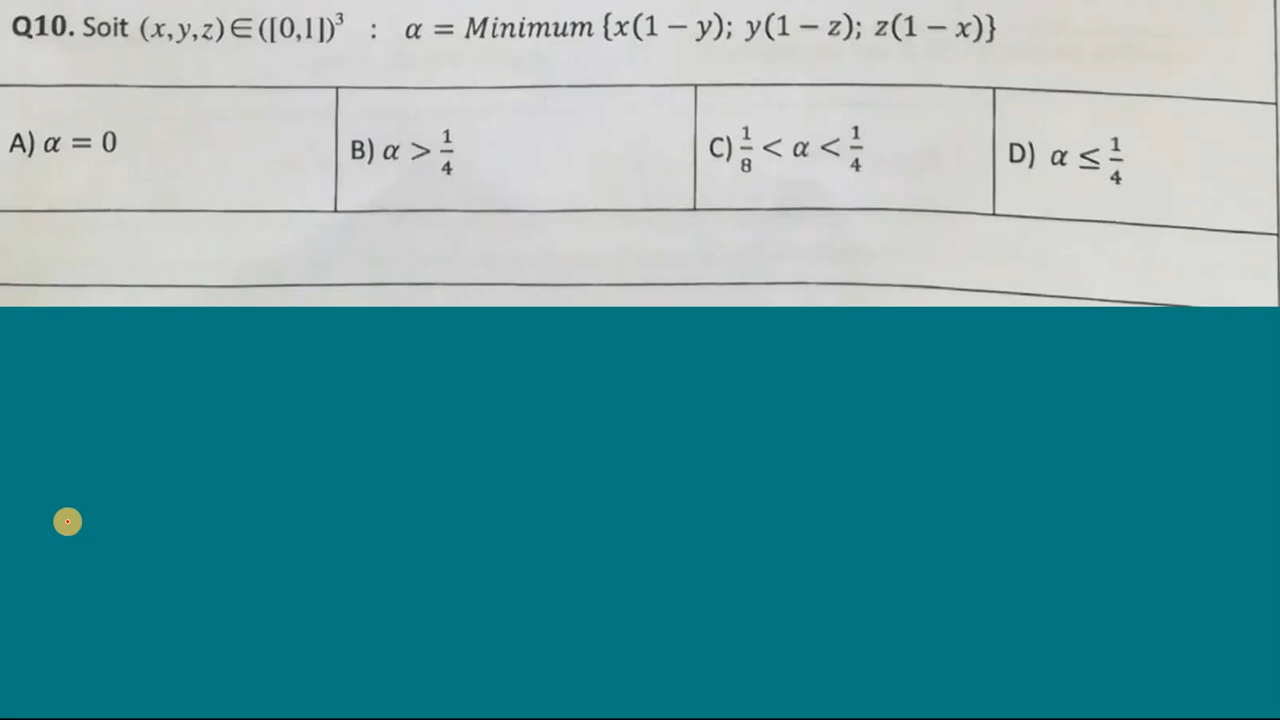 Q10. Soit (x,y,z)∈([0,1])³ : α = Minimum {x(1 − y); y(1 − z); z(1 − x)}
A) α = 0
B) α > 1/4
C) 1/8 < α < 1/4
D) α ≤ 1/4